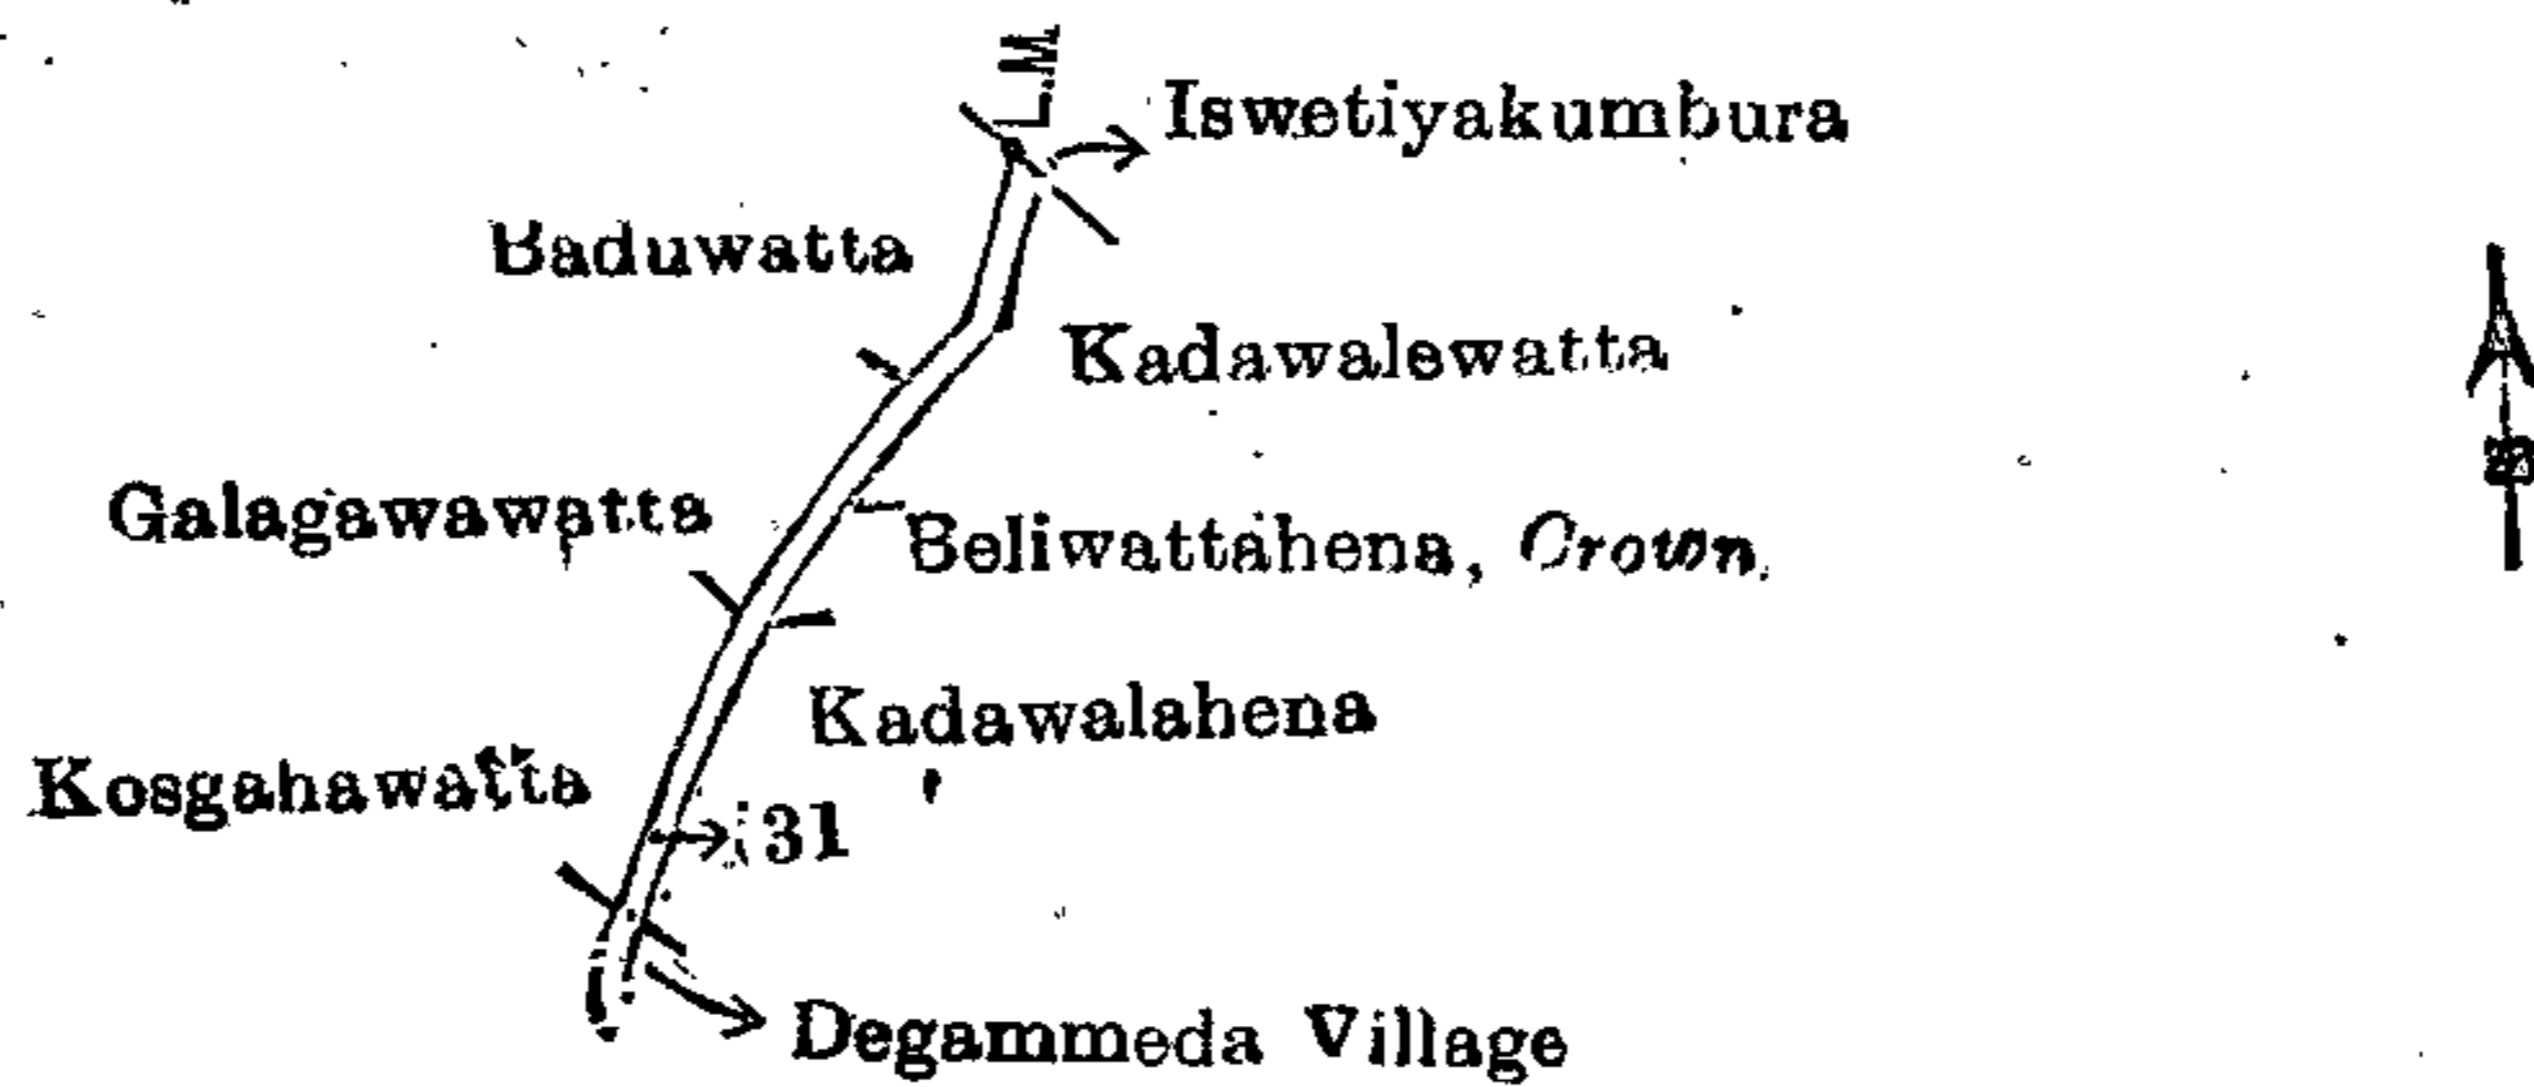 L.M.
Iswetiyakumbura
Baduwatta
Kadawalewatta
Galagawawatta
Beliwattahena, Crown.
Kadawalahena
Kosgahawatta
31
Degammeda Village